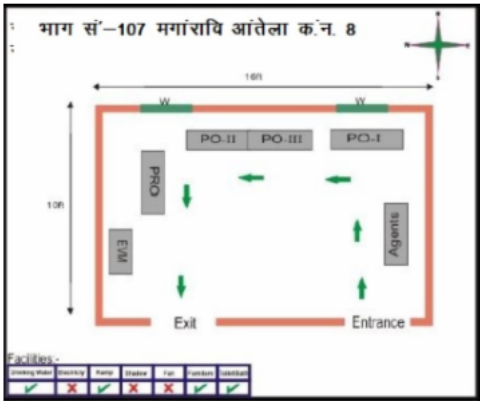 भाग सं'–107 मगांरावि आंतेला क.ंन. 8
16ft
W W
PO-II PO-III PO-I
PRO
10ft
Agents
EVM
Exit Entrance
Facilities:-
Drinking Water Electricity Ramp Shadow Fan Furniture Toilet/Bath